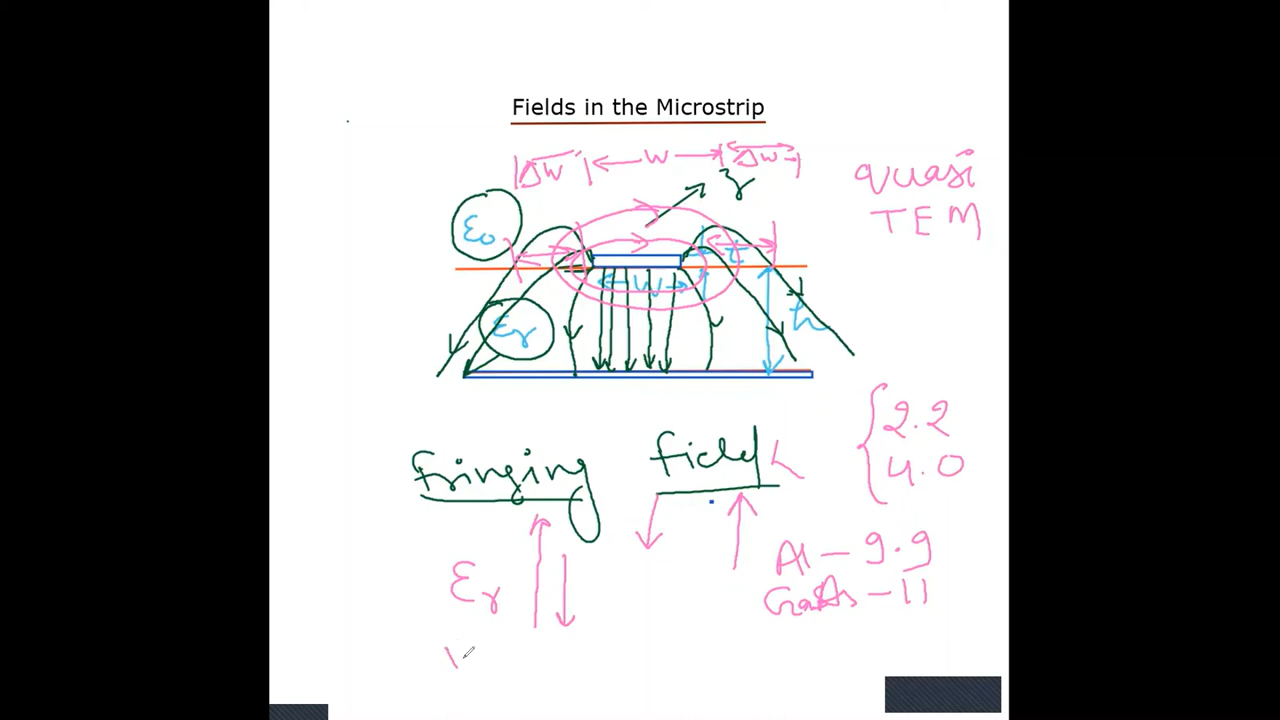 Fields in the Microstrip
Δw w Δw
quasi
TEM
ε0 t
w
εr h
2.2
Fringing field h
4.0
Al - 9.9
εr GaAs - 11